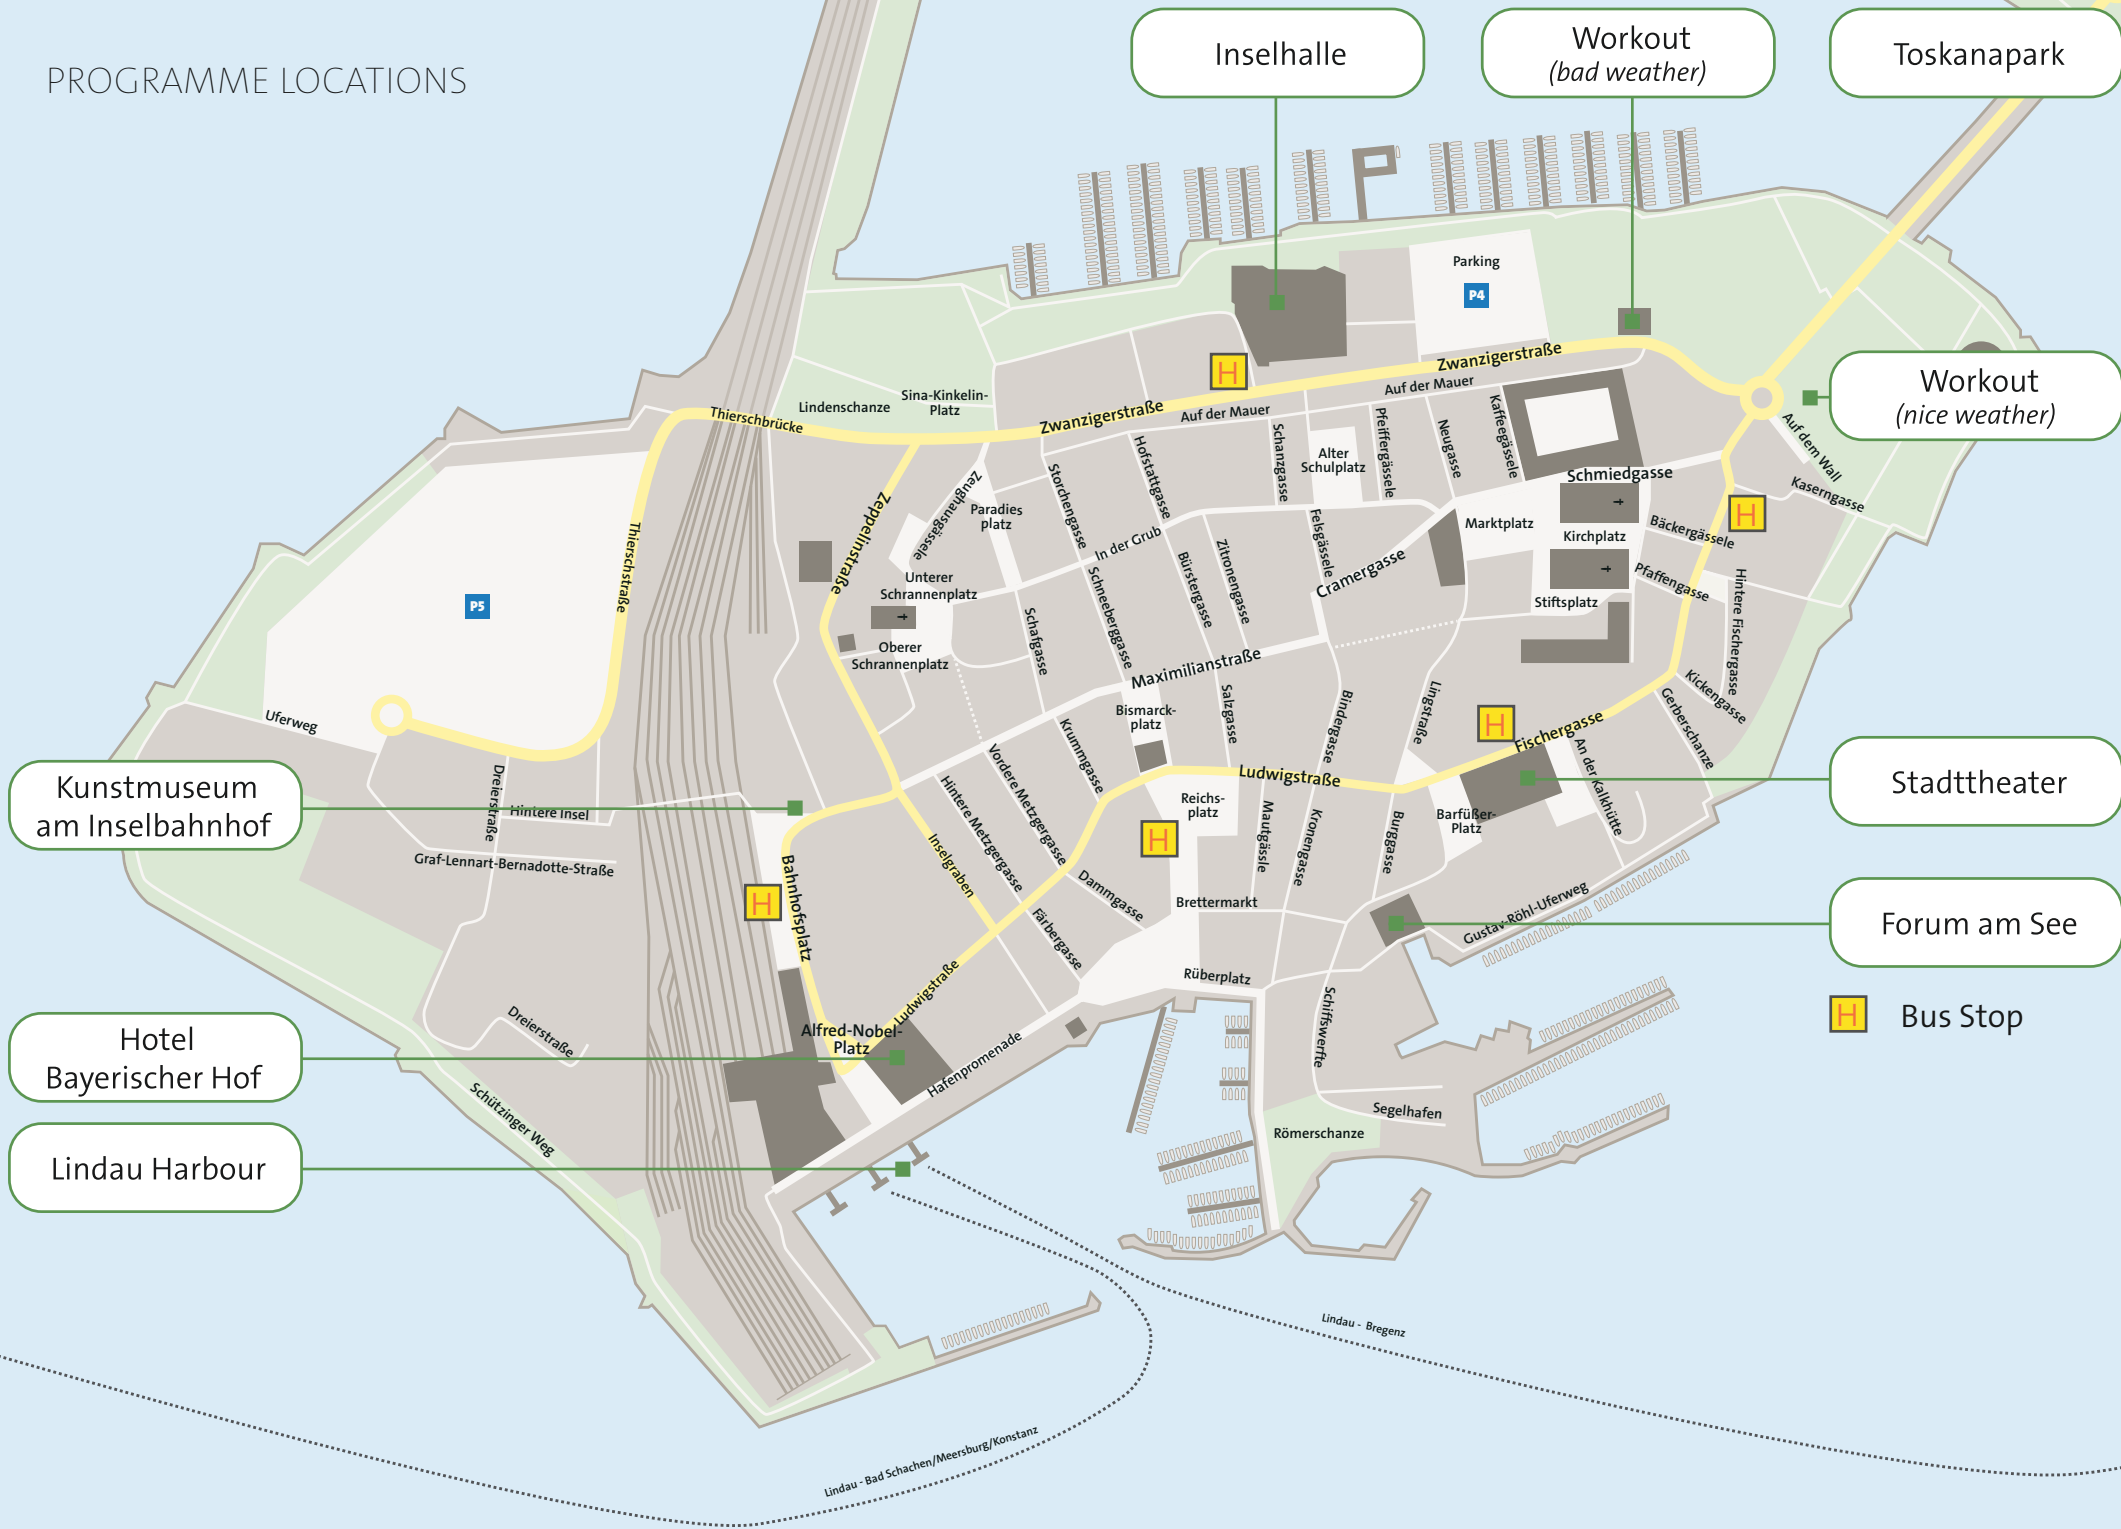 PROGRAMME LOCATIONS
Inselhalle
Workout
(bad weather)
Toskanapark
Parking
P4
Workout
(nice weather)
Zwanzigerstraße
Auf der Mauer
Sina-Kinkelin-
Platz
Lindenschanze
Thierschbrücke
Zwanzigerstraße
Auf der Mauer
H
Kaffeegässele
Neugasse
Pfeiffergässele
Schanzgasse
Alter
Schulplatz
Hofstattgasse
Storchengasse
Zeughausgässele
Zeppelinstraße
Paradies
platz
Schmiedgasse
Auf dem Wall
Kaserngasse
H
Marktplatz
Kirchplatz
Bäckergässele
Pfaffengasse
Stiftsplatz
Hintere Fischergasse
Kickengasse
Gerberschanze
In der Grub
Felsgässele
Cramergasse
Zitronengasse
Bürstergasse
Schneeberggasse
Schafgasse
Unterer
Schrannenplatz
Oberer
Schrannenplatz
Thierschstraße
P5
Uferweg
Maximilianstraße
Bismarck-
platz
Salzgasse
Bindergasse
Lingstraße
H
Fischergasse
An der Kalkhütte
Krummgasse
Vordere Metzgergasse
Hintere Metzgergasse
Ludwigstraße
Reichs-
platz
H
Mautgässle
Kronengasse
Burggasse
Barfüßer-
Platz
Stadttheater
Kunstmuseum
am Inselbahnhof
Dreierstraße
Hintere Insel
Graf-Lennart-Bernadotte-Straße
Inselgraben
Bahnhofsplatz
H
Dammgasse
Färbergasse
Brettermarkt
Gustav-Röhl-Uferweg
Forum am See
Rüberplatz
Schiffswerfte
H
Bus Stop
Ludwigstraße
Alfred-Nobel-
Platz
Hafenpromenade
Dreierstraße
Hotel
Bayerischer Hof
Schützinger Weg
Segelhafen
Römerschanze
Lindau Harbour
Lindau - Bregenz
Lindau - Bad Schachen/Meersburg/Konstanz